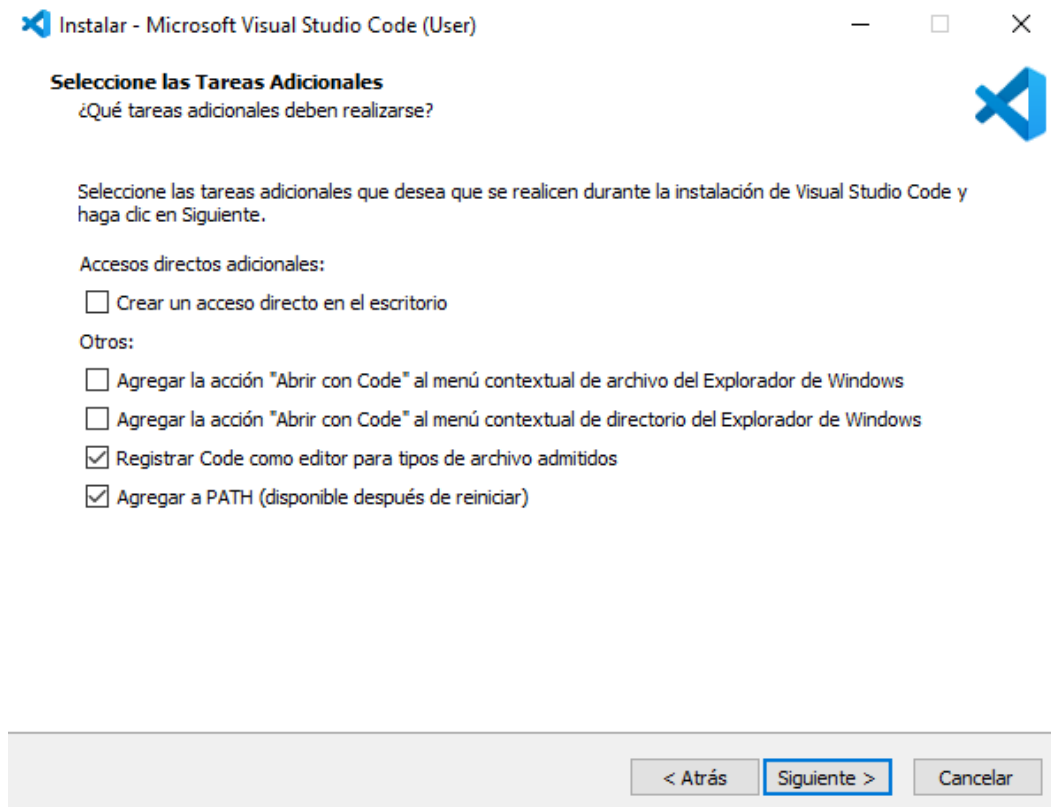 Instalar - Microsoft Visual Studio Code (User)
Seleccione las Tareas Adicionales
¿Qué tareas adicionales deben realizarse?
Seleccione las tareas adicionales que desea que se realicen durante la instalación de Visual Studio Code y
haga clic en Siguiente.
Accesos directos adicionales:
Crear un acceso directo en el escritorio
Otros:
Agregar la acción "Abrir con Code" al menú contextual de archivo del Explorador de Windows
Agregar la acción "Abrir con Code" al menú contextual de directorio del Explorador de Windows
Registrar Code como editor para tipos de archivo admitidos
Agregar a PATH (disponible después de reiniciar)
< Atrás Siguiente > Cancelar